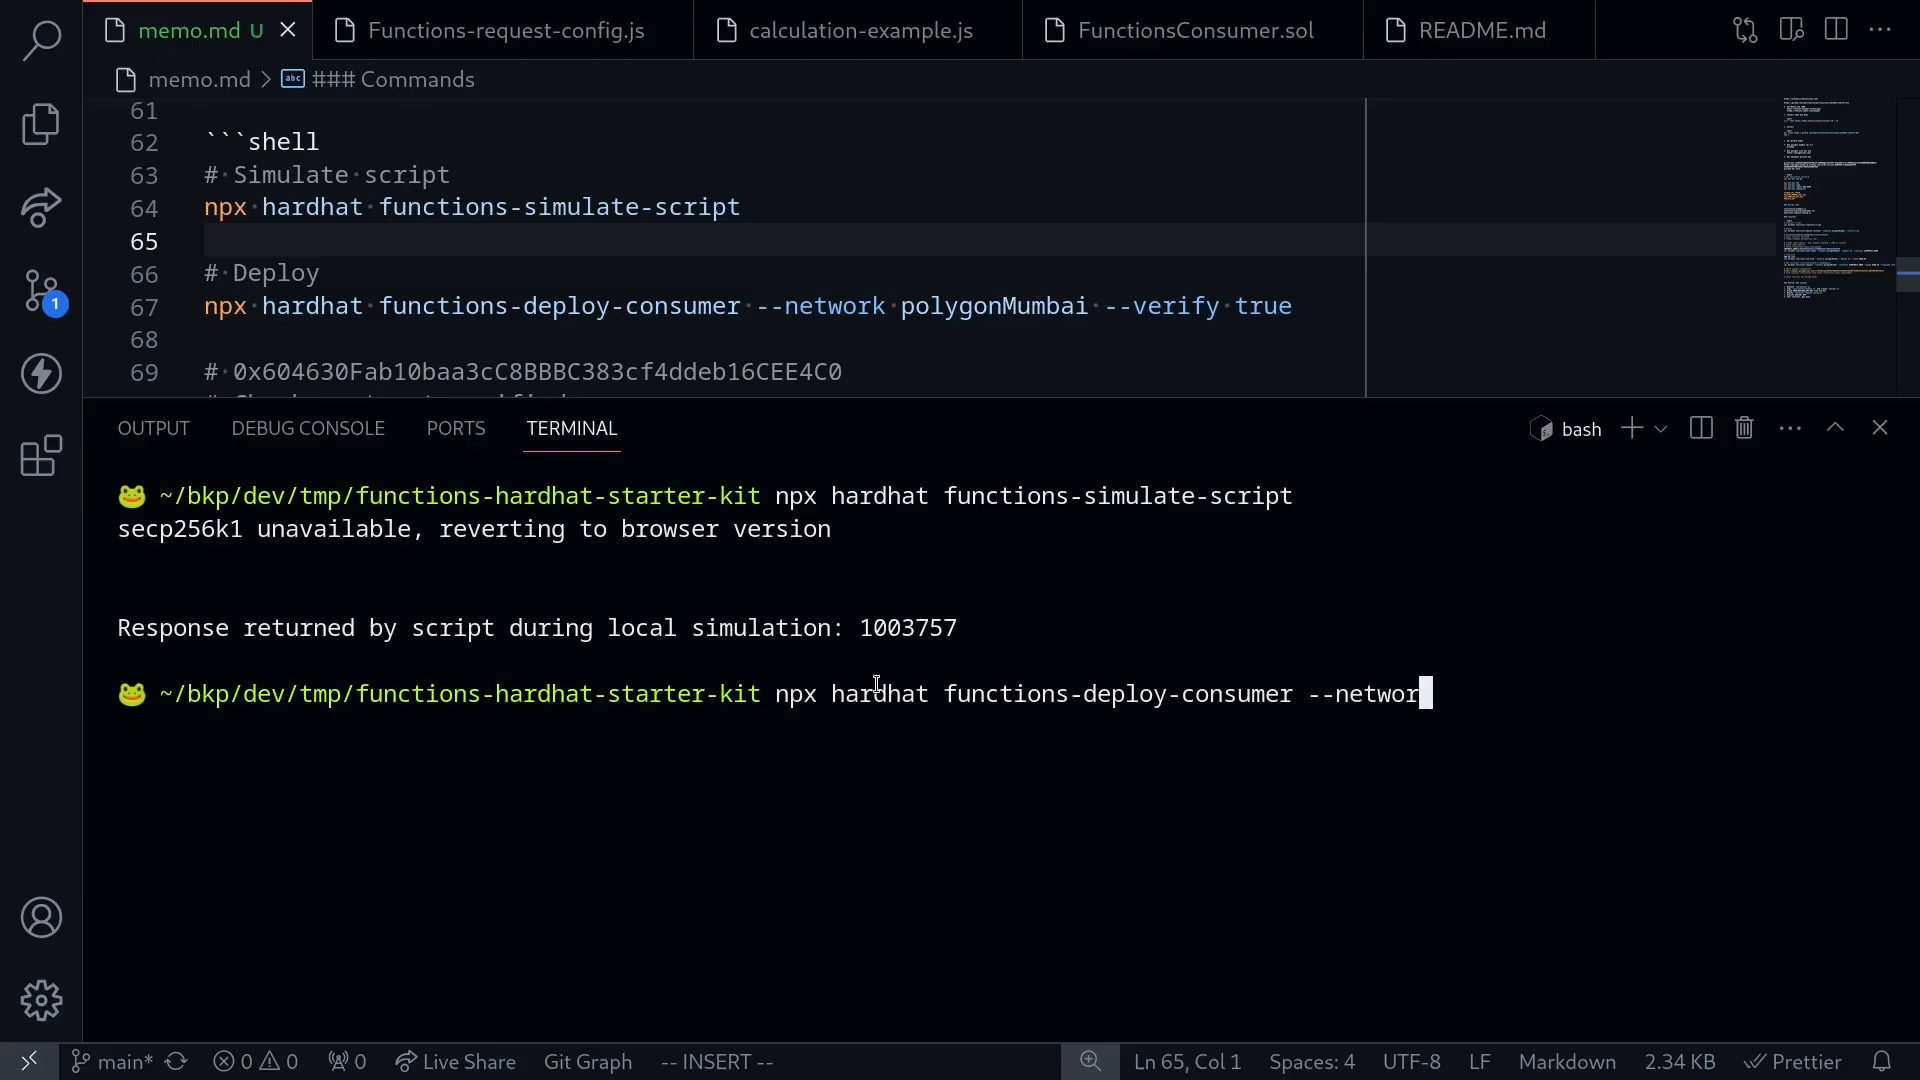 memo.md U
Functions-request-config.js
calculation-example.js
FunctionsConsumer.sol
README.md
memo.md > abc ### Commands
61
62 ```shell
63 # Simulate script
64 npx hardhat functions-simulate-script
65
66 # Deploy
67 npx hardhat functions-deploy-consumer --network polygonMumbai --verify true
68
69 # 0x604630Fab10baa3cC8BBBC383cf4ddeb16CEE4C0
OUTPUT DEBUG CONSOLE PORTS TERMINAL
bash
~/bkp/dev/tmp/functions-hardhat-starter-kit npx hardhat functions-simulate-script
secp256k1 unavailable, reverting to browser version
Response returned by script during local simulation: 1003757
~/bkp/dev/tmp/functions-hardhat-starter-kit npx hardhat functions-deploy-consumer --networ
1
main* 0 0 0 Live Share Git Graph -- INSERT -- Ln 65, Col 1 Spaces: 4 UTF-8 LF Markdown 2.34 KB Prettier